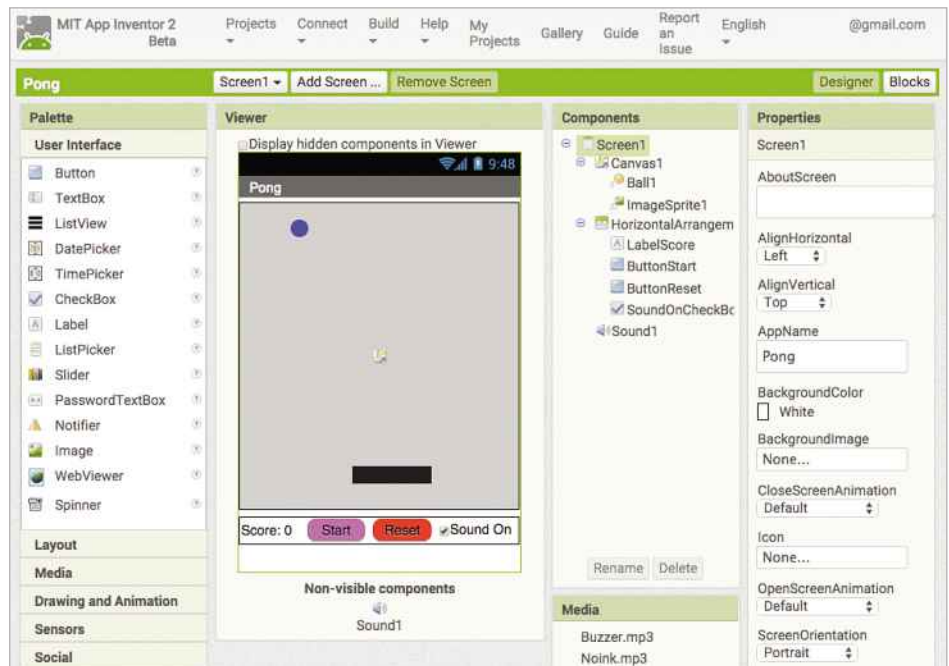 MIT App Inventor 2
Beta
Projects
Connect
Build
Help
My
Projects
Gallery
Guide
Report
an
Issue
English
@gmail.com
Pong
Screen1
Add Screen ...
Remove Screen
Designer
Blocks
Palette
User Interface
Button
TextBox
ListView
DatePicker
TimePicker
CheckBox
Label
ListPicker
Slider
PasswordTextBox
Notifier
Image
WebViewer
Spinner
Layout
Media
Drawing and Animation
Sensors
Social
Viewer
Display hidden components in Viewer
9:48
Pong
Score: 0
Start
Reset
Sound On
Non-visible components
Sound1
Components
Screen1
Canvas1
Ball1
ImageSprite1
HorizontalArrangem
LabelScore
ButtonStart
ButtonReset
SoundOnCheckBo
Sound1
Rename
Delete
Media
Buzzer.mp3
Noink.mp3
Properties
Screen1
AboutScreen
AlignHorizontal
Left
AlignVertical
Top
AppName
Pong
BackgroundColor
White
BackgroundImage
None...
CloseScreenAnimation
Default
Icon
None...
OpenScreenAnimation
Default
ScreenOrientation
Portrait